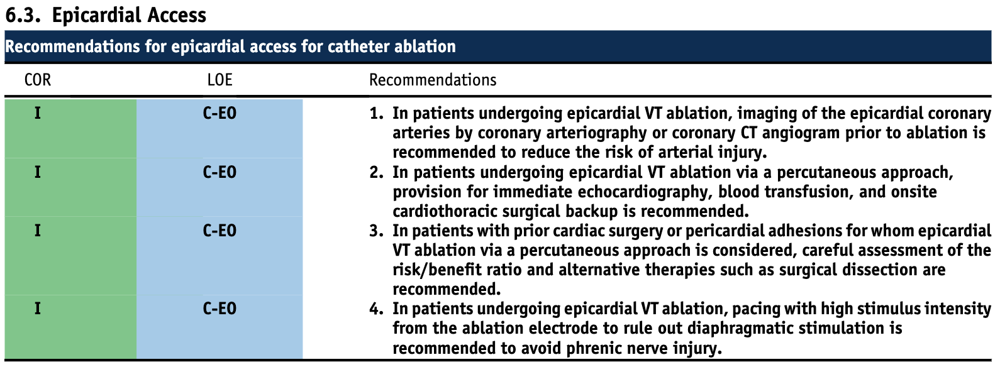 6.3. Epicardial Access
Recommendations for epicardial access for catheter ablation
COR LOE Recommendations
I C-EO 1. In patients undergoing epicardial VT ablation, imaging of the epicardial coronary
arteries by coronary arteriography or coronary CT angiogram prior to ablation is
recommended to reduce the risk of arterial injury.
I C-EO 2. In patients undergoing epicardial VT ablation via a percutaneous approach,
provision for immediate echocardiography, blood transfusion, and onsite
cardiothoracic surgical backup is recommended.
I C-EO 3. In patients with prior cardiac surgery or pericardial adhesions for whom epicardial
VT ablation via a percutaneous approach is considered, careful assessment of the
risk/benefit ratio and alternative therapies such as surgical dissection are
recommended.
I C-EO 4. In patients undergoing epicardial VT ablation, pacing with high stimulus intensity
from the ablation electrode to rule out diaphragmatic stimulation is
recommended to avoid phrenic nerve injury.